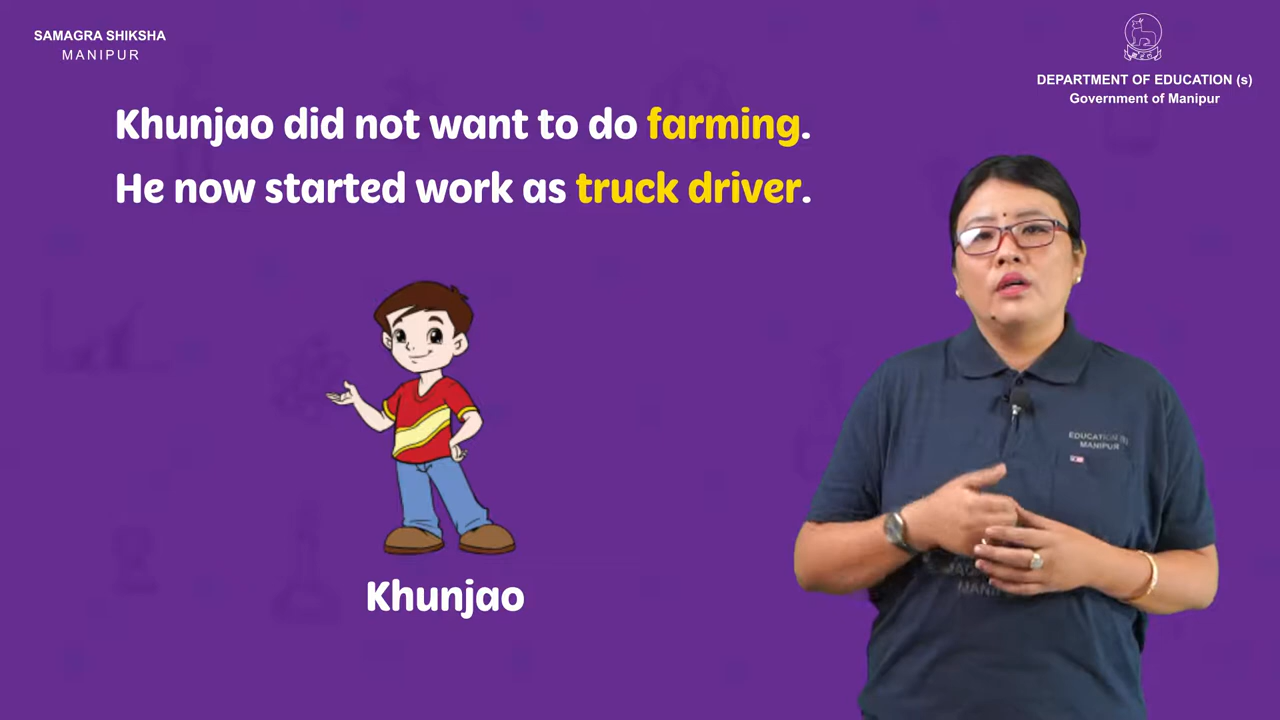 SAMAGRA SHIKSHA
MANIPUR
DEPARTMENT OF EDUCATION (s)
Government of Manipur
Khunjao did not want to do farming.
He now started work as truck driver.
Khunjao
MANIPUR